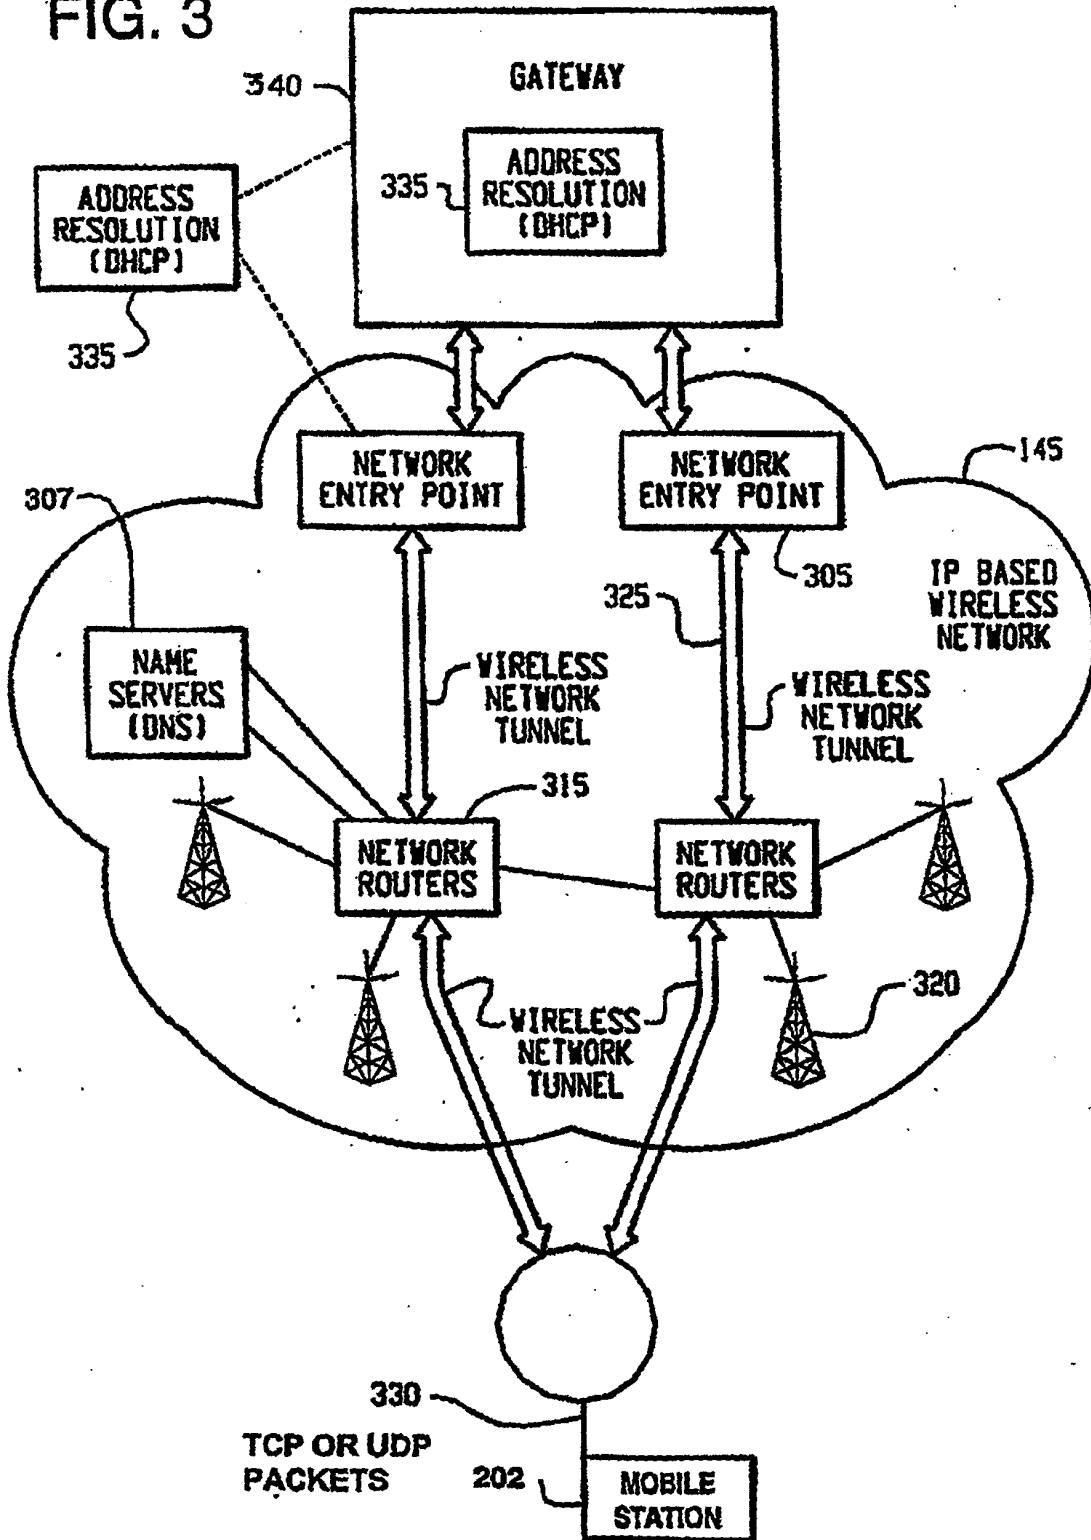 FIG. 3
340
GATEWAY
335
ADDRESS
RESOLUTION
(DHCP)
ADDRESS
RESOLUTION
(DHCP)
335
NETWORK
ENTRY POINT
NETWORK
ENTRY POINT
145
307
305
325
IP BASED
WIRELESS
NETWORK
NAME
SERVERS
(DNS)
WIRELESS
NETWORK
TUNNEL
WIRELESS
NETWORK
TUNNEL
315
NETWORK
ROUTERS
NETWORK
ROUTERS
320
WIRELESS
NETWORK
TUNNEL
330
TCP OR UDP
PACKETS
202
MOBILE
STATION